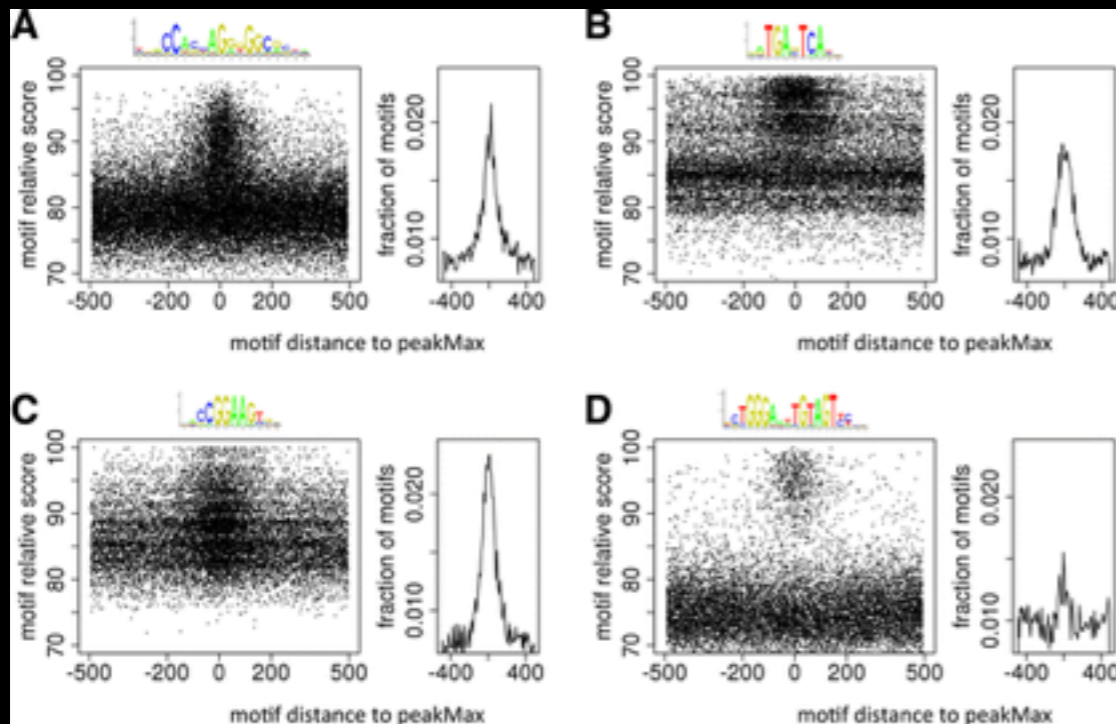 A
B
motif relative score
100
90
80
70
-500
-200
0
200
500
fraction of motifs
0.020
0.010
-400
400
motif distance to peakMax
TGA TCA
motif relative score
100
90
80
70
-500
-200
0
200
500
fraction of motifs
0.020
0.010
-400
400
motif distance to peakMax
C
D
CCGGAAGT
motif relative score
100
90
80
70
-500
-200
0
200
500
fraction of motifs
0.020
0.010
-400
400
motif distance to peakMax
TGGGA TGTAGT
motif relative score
100
90
80
70
-500
-200
0
200
500
fraction of motifs
0.020
0.010
-400
400
motif distance to peakMax